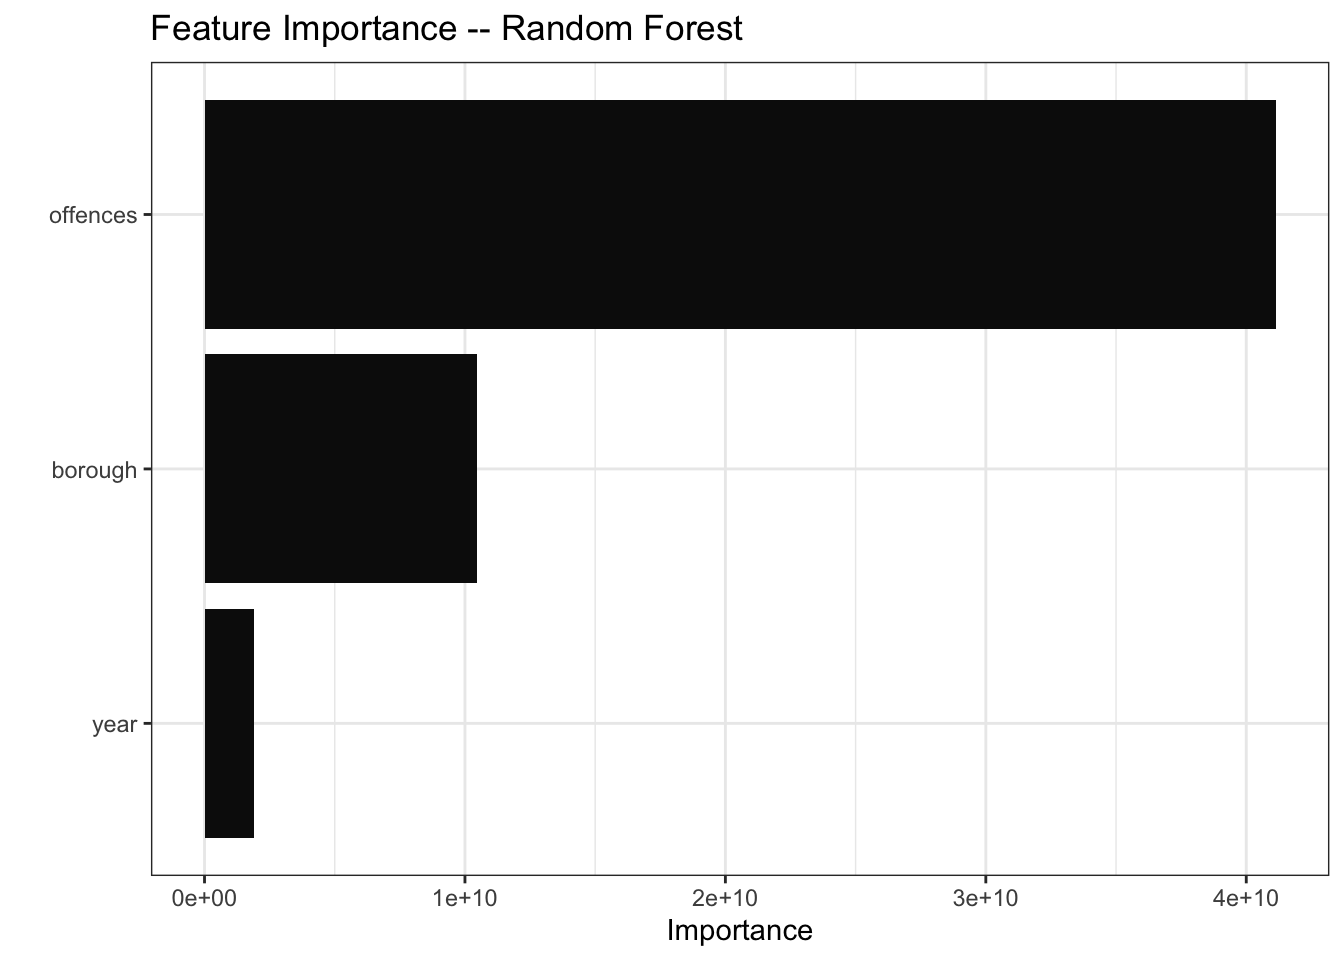 Feature Importance -- Random Forest
offences
borough
year
0e+00 1e+10 2e+10 3e+10 4e+10
Importance